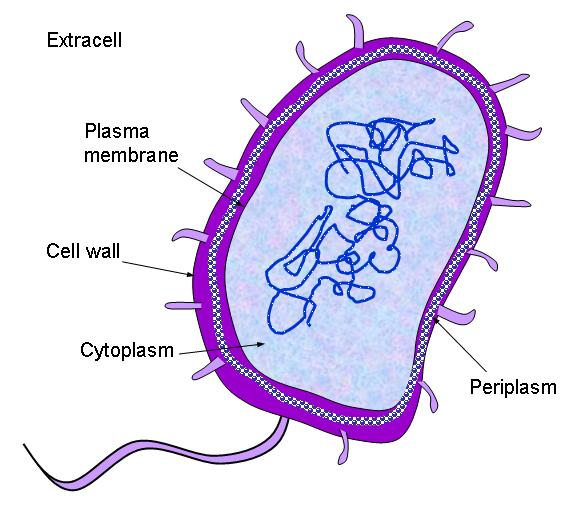 Extracell
Plasma
membrane
Cell wall
Cytoplasm
Periplasm